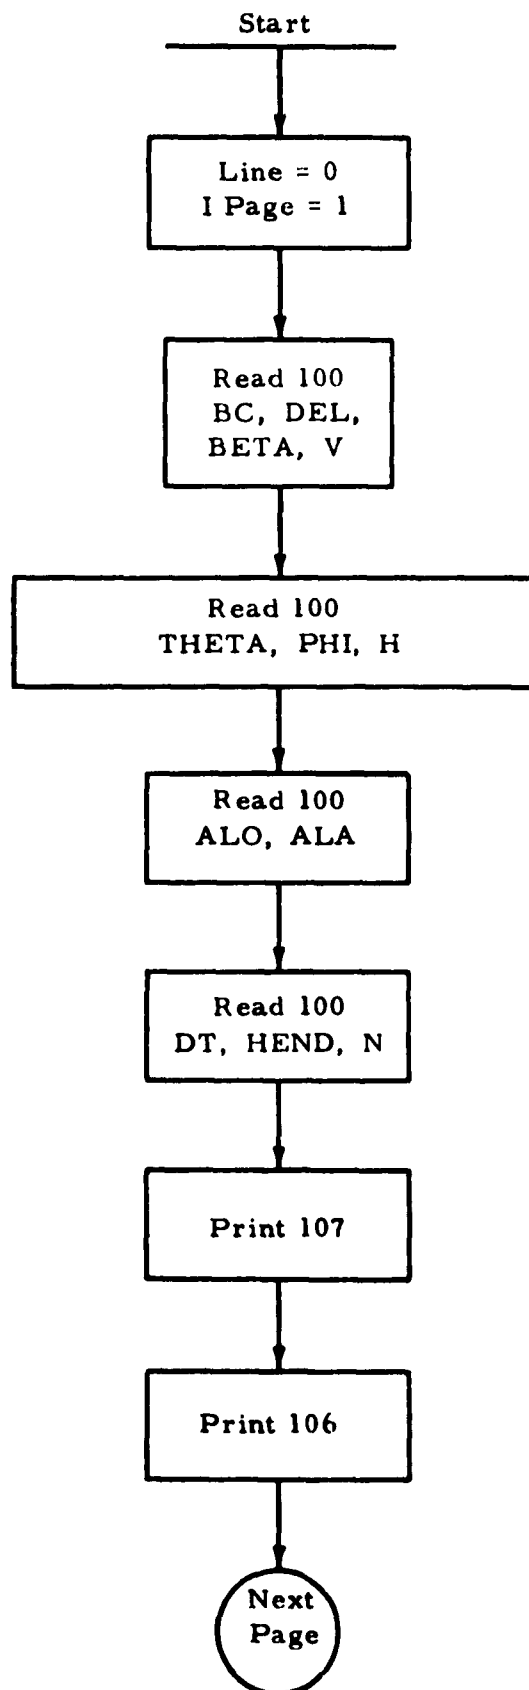 Start
Line = 0
I Page = 1
Read 100
BC, DEL,
BETA, V
Read 100
THETA, PHI, H
Read 100
ALO, ALA
Read 100
DT, HEND, N
Print 107
Print 106
Next
Page